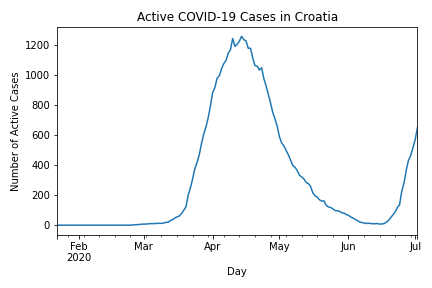 Active COVID-19 Cases in Croatia
Number of Active Cases
1200
1000
800
600
400
200
0
Feb Mar Apr May Jun Jul
2020
Day